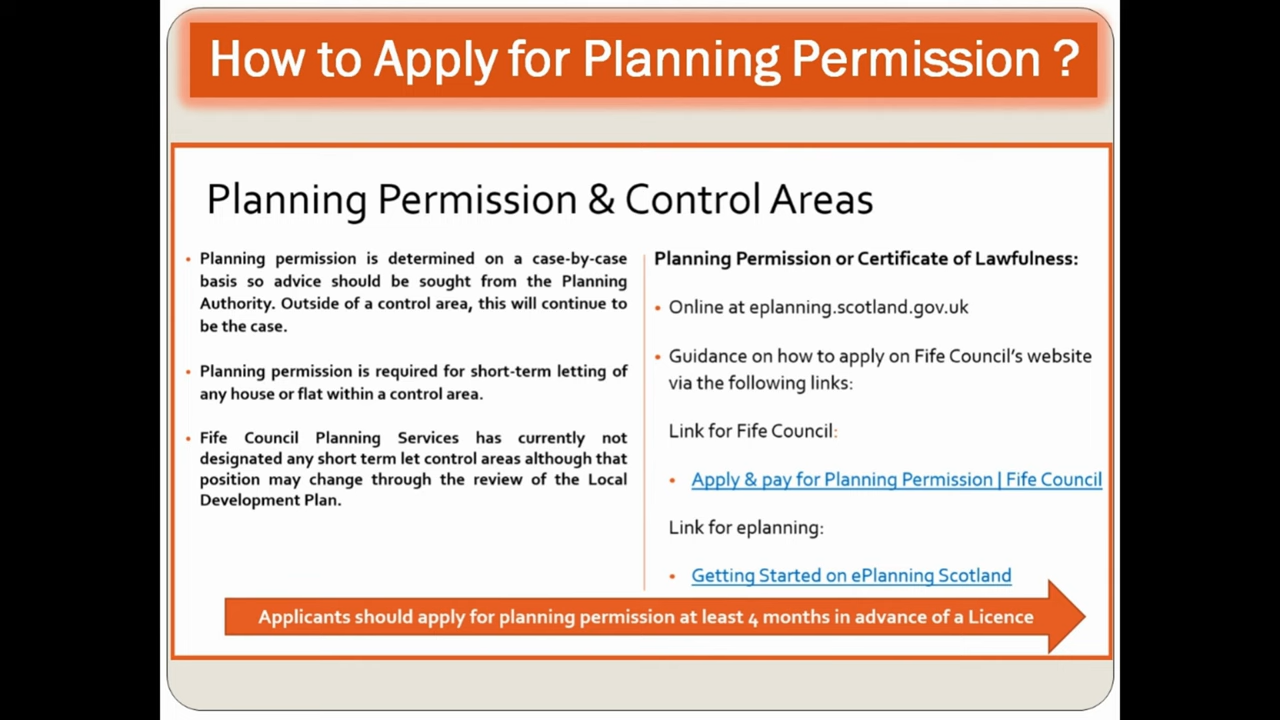 How to Apply for Planning Permission ?
Planning Permission & Control Areas
• Planning permission is determined on a case-by-case
basis so advice should be sought from the Planning
Authority. Outside of a control area, this will continue to
be the case.
• Planning permission is required for short-term letting of
any house or flat within a control area.
• Fife Council Planning Services has currently not
designated any short term let control areas although that
position may change through the review of the Local
Development Plan.
Planning Permission or Certificate of Lawfulness:
• Online at eplanning.scotland.gov.uk
• Guidance on how to apply on Fife Council's website
via the following links:
Link for Fife Council:
• Apply & pay for Planning Permission | Fife Council
Link for eplanning:
• Getting Started on ePlanning Scotland
Applicants should apply for planning permission at least 4 months in advance of a Licence